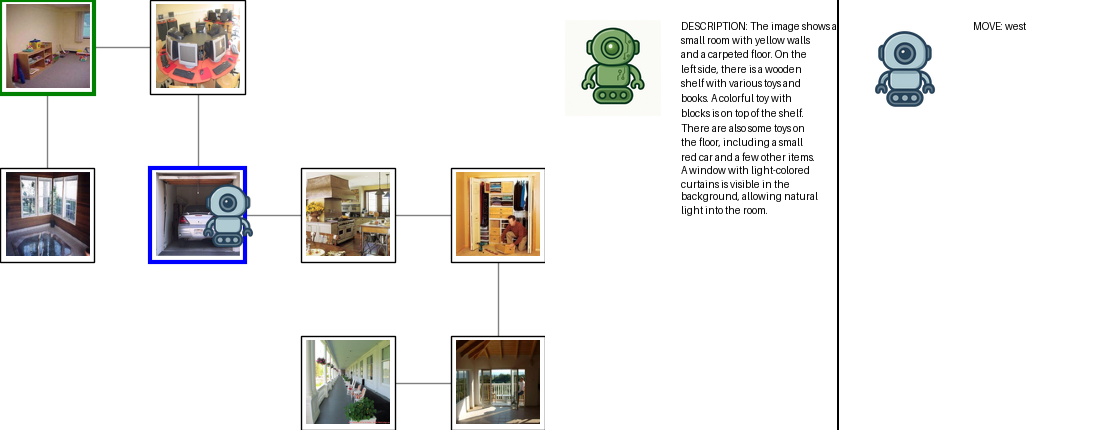 DESCRIPTION: The image shows a
small room with yellow walls
and a carpeted floor. On the
left side, there is a wooden
shelf with various toys and
books. A colorful toy with
blocks is on top of the shelf.
There are also some toys on
the floor, including a small
red car and a few other items.
A window with light-colored
curtains is visible in the
background, allowing natural
light into the room.
MOVE: west